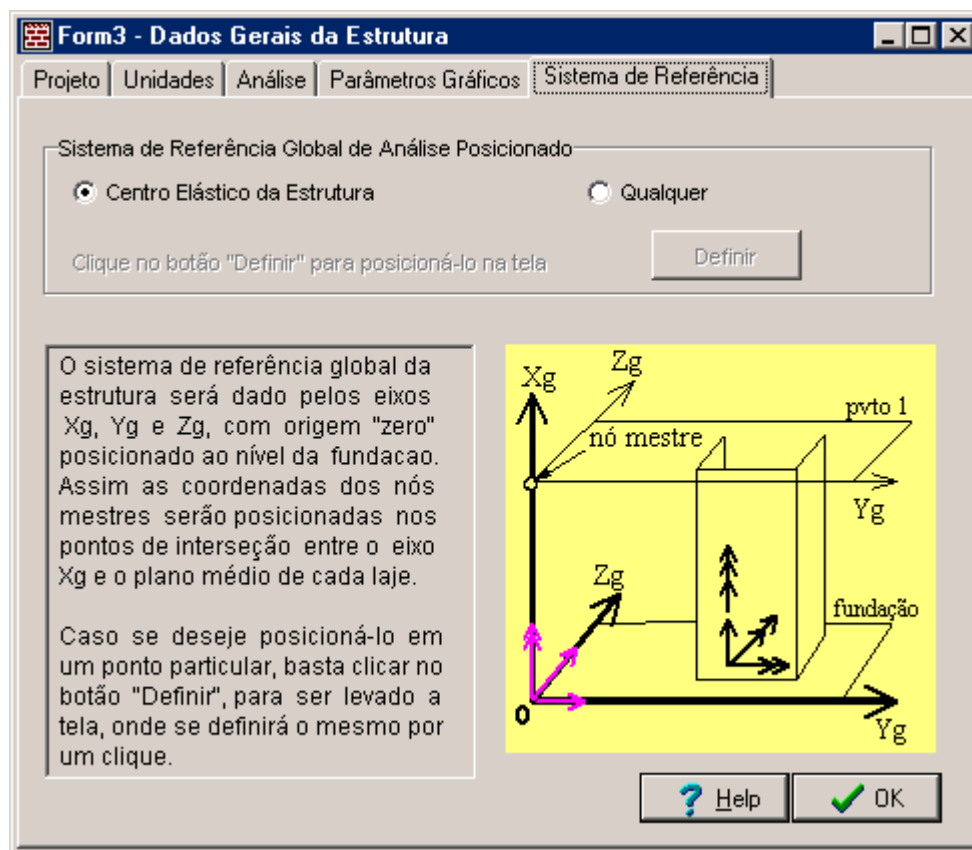 Form3 - Dados Gerais da Estrutura
Projeto Unidades Análise Parâmetros Gráficos Sistema de Referência
Sistema de Referência Global de Análise Posicionado
Centro Elástico da Estrutura Qualquer
Clique no botão "Definir" para posicioná-lo na tela Definir
O sistema de referência global da
estrutura será dado pelos eixos
Xg, Yg e Zg, com origem "zero"
posicionado ao nível da fundacao.
Assim as coordenadas dos nós
mestres serão posicionadas nos
pontos de interseção entre o eixo
Xg e o plano médio de cada laje.
Caso se deseje posicioná-lo em
um ponto particular, basta clicar no
botão "Definir", para ser levado a
tela, onde se definirá o mesmo por
um clique.
Xg
Zg
pvto 1
nó mestre
Yg
Zg
fundação
0
Yg
Help OK